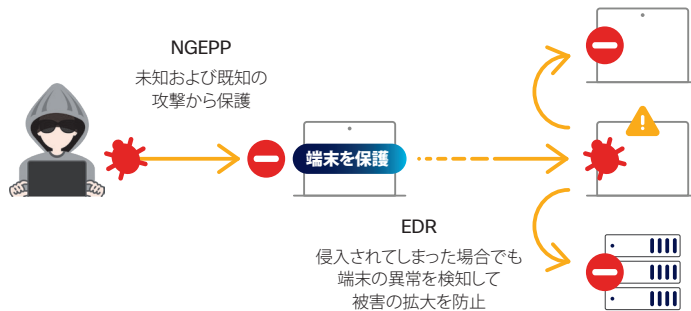 NGEPP
未知および既知の
攻撃から保護
端末を保護
EDR
侵入されてしまった場合でも
端末の異常を検知して
被害の拡大を防止